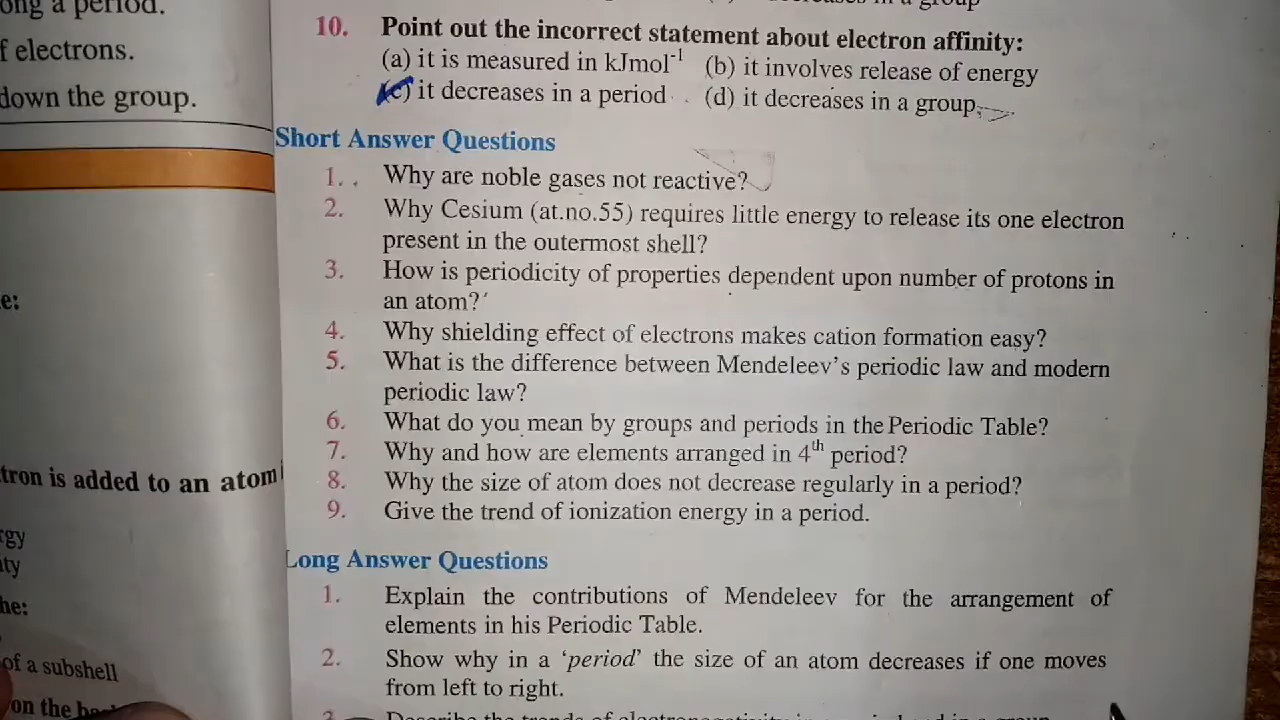 ong a period.
f electrons.
down the group.
e:
tron is added to an atom
rgy
ity
he:
of a subshell
on the
group
10. Point out the incorrect statement about electron affinity:
(a) it is measured in kJmol⁻¹ (b) it involves release of energy
(c) it decreases in a period (d) it decreases in a group.
Short Answer Questions
1. Why are noble gases not reactive?
2. Why Cesium (at.no.55) requires little energy to release its one electron
present in the outermost shell?
3. How is periodicity of properties dependent upon number of protons in
an atom?
4. Why shielding effect of electrons makes cation formation easy?
5. What is the difference between Mendeleev's periodic law and modern
periodic law?
6. What do you mean by groups and periods in the Periodic Table?
7. Why and how are elements arranged in 4th period?
8. Why the size of atom does not decrease regularly in a period?
9. Give the trend of ionization energy in a period.
Long Answer Questions
1. Explain the contributions of Mendeleev for the arrangement of
elements in his Periodic Table.
2. Show why in a 'period' the size of an atom decreases if one moves
from left to right.
3. Describe the trends of electronegativity